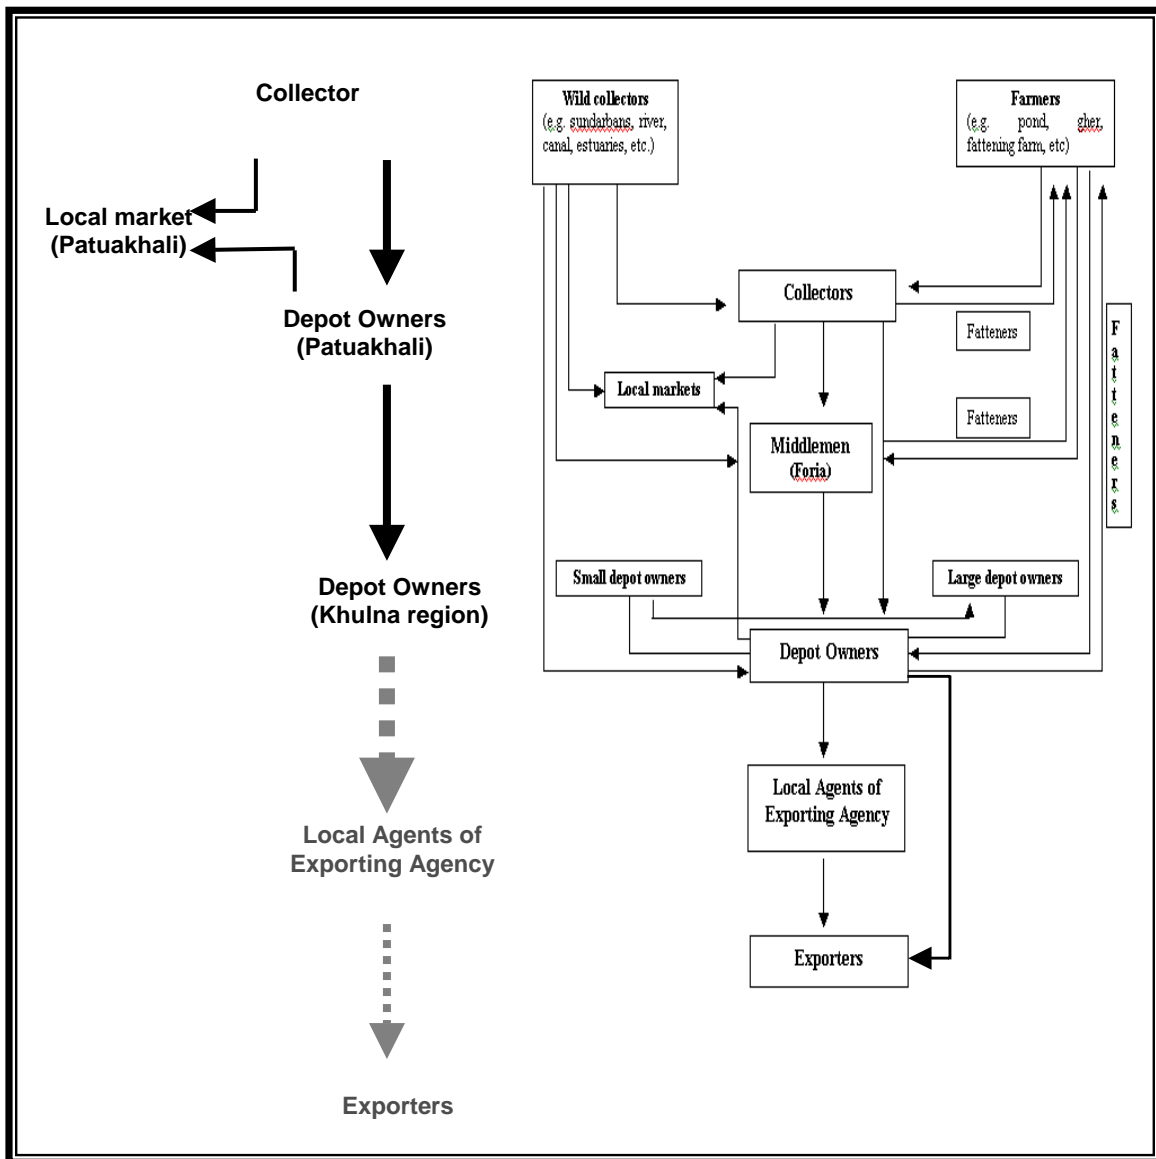 Collector
Local market
(Patuakhali)
Depot Owners
(Patuakhali)
Depot Owners
(Khulna region)
Local Agents of
Exporting Agency
Exporters
Wild collectors
(e.g. sundarbans, river,
canal, estuaries, etc.)
Farmers
(e.g. pond, gher,
fattening farm, etc)
Collectors
Fatteners
Local markets
Fatteners
Middlemen
(Foria)
Fatteners
Small depot owners
Large depot owners
Depot Owners
Local Agents of
Exporting Agency
Exporters